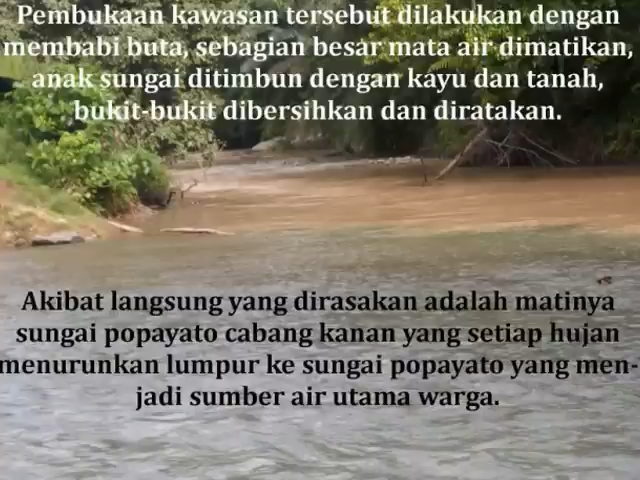 Pembukaan kawasan tersebut dilakukan dengan
membabi buta, sebagian besar mata air dimatikan,
anak sungai ditimbun dengan kayu dan tanah,
bukit-bukit dibersihkan dan diratakan.
Akibat langsung yang dirasakan adalah matinya
sungai popayato cabang kanan yang setiap hujan
menurunkan lumpur ke sungai popayato yang men-
jadi sumber air utama warga.